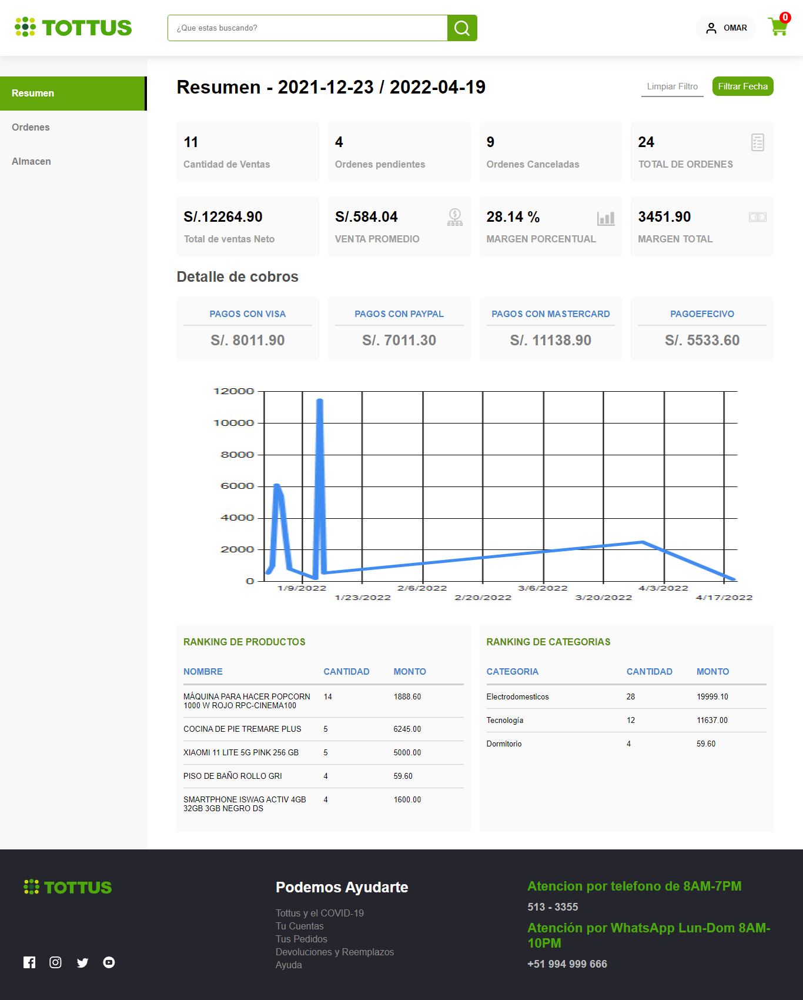 TOTTUS
¿Que estas buscando?
OMAR
0
Resumen
Ordenes
Almacen
Resumen - 2021-12-23 / 2022-04-19
Limpiar Filtro
Filtrar Fecha
11
Cantidad de Ventas
4
Ordenes pendientes
9
Ordenes Canceladas
24
TOTAL DE ORDENES
S/.12264.90
Total de ventas Neto
S/.584.04
VENTA PROMEDIO
28.14 %
MARGEN PORCENTUAL
3451.90
MARGEN TOTAL
Detalle de cobros
PAGOS CON VISA
S/. 8011.90
PAGOS CON PAYPAL
S/. 7011.30
PAGOS CON MASTERCARD
S/. 11138.90
PAGOEFECIVO
S/. 5533.60
12000
10000
8000
6000
4000
2000
0
1/9/2022
1/23/2022
2/6/2022
2/20/2022
3/6/2022
3/20/2022
4/3/2022
4/17/2022
RANKING DE PRODUCTOS
NOMBRE CANTIDAD MONTO
MÁQUINA PARA HACER POPCORN 14 1888.60
1000 W ROJO RPC-CINEMA100
COCINA DE PIE TREMARE PLUS 5 6245.00
XIAOMI 11 LITE 5G PINK 256 GB 5 5000.00
PISO DE BAÑO ROLLO GRI 4 59.60
SMARTPHONE ISWAG ACTIV 4GB 4 1600.00
32GB 3GB NEGRO DS
RANKING DE CATEGORIAS
CATEGORIA CANTIDAD MONTO
Electrodomesticos 28 19999.10
Tecnología 12 11637.00
Dormitorio 4 59.60
TOTTUS
Podemos Ayudarte
Tottus y el COVID-19
Tu Cuentas
Tus Pedidos
Devoluciones y Reemplazos
Ayuda
Atencion por telefono de 8AM-7PM
513 - 3355
Atención por WhatsApp Lun-Dom 8AM-
10PM
+51 994 999 666